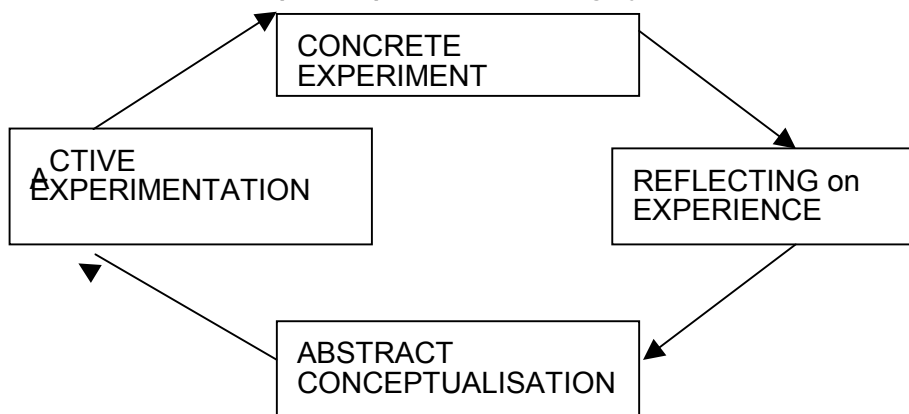 CONCRETE
EXPERIMENT
ACTIVE
EXPERIMENTATION
REFLECTING on
EXPERIENCE
ABSTRACT
CONCEPTUALISATION